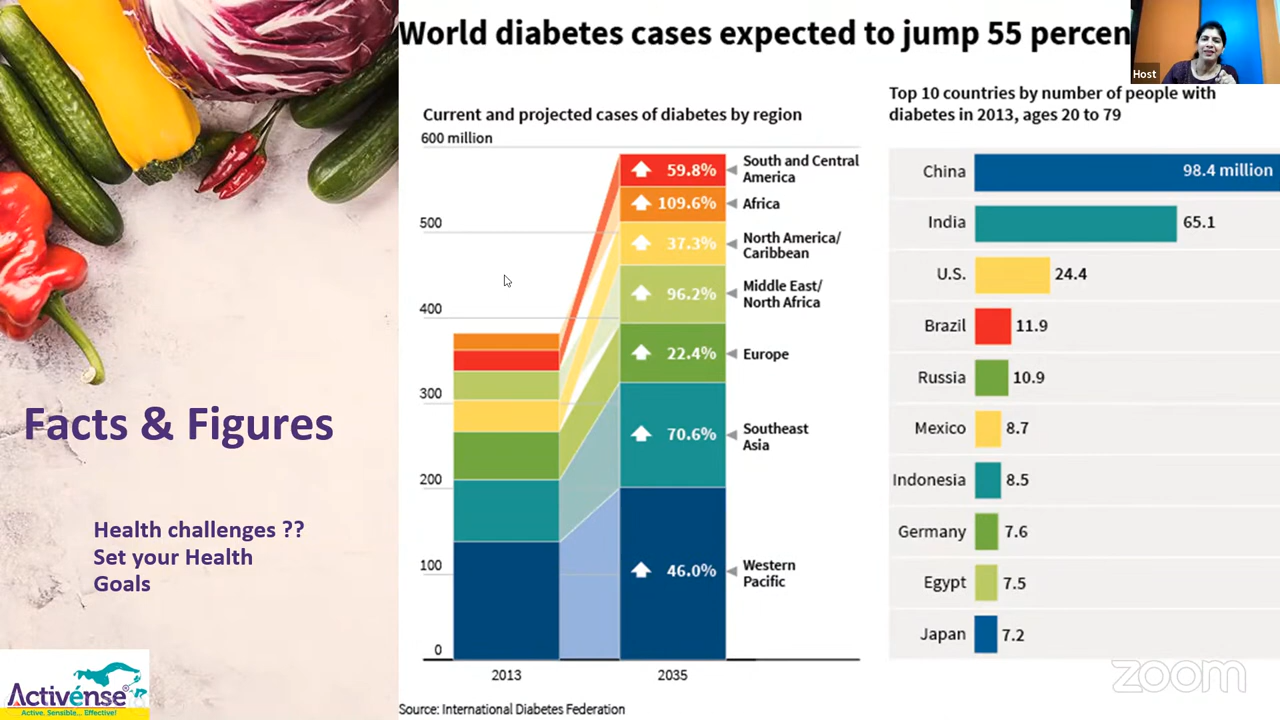 World diabetes cases expected to jump 55 percen
Host
Current and projected cases of diabetes by region
600 million
500
400
300
200
100
0
59.8%
109.6%
37.3%
96.2%
22.4%
70.6%
46.0%
South and Central
America
Africa
North America/
Caribbean
Middle East/
North Africa
Europe
Southeast
Asia
Western
Pacific
2013
2035
Source: International Diabetes Federation
Top 10 countries by number of people with
diabetes in 2013, ages 20 to 79
China 98.4 million
India 65.1
U.S. 24.4
Brazil 11.9
Russia 10.9
Mexico 8.7
Indonesia 8.5
Germany 7.6
Egypt 7.5
Japan 7.2
zoom
Facts & Figures
Health challenges ??
Set your Health
Goals
Activénse®
Active, Sensible... Effective!